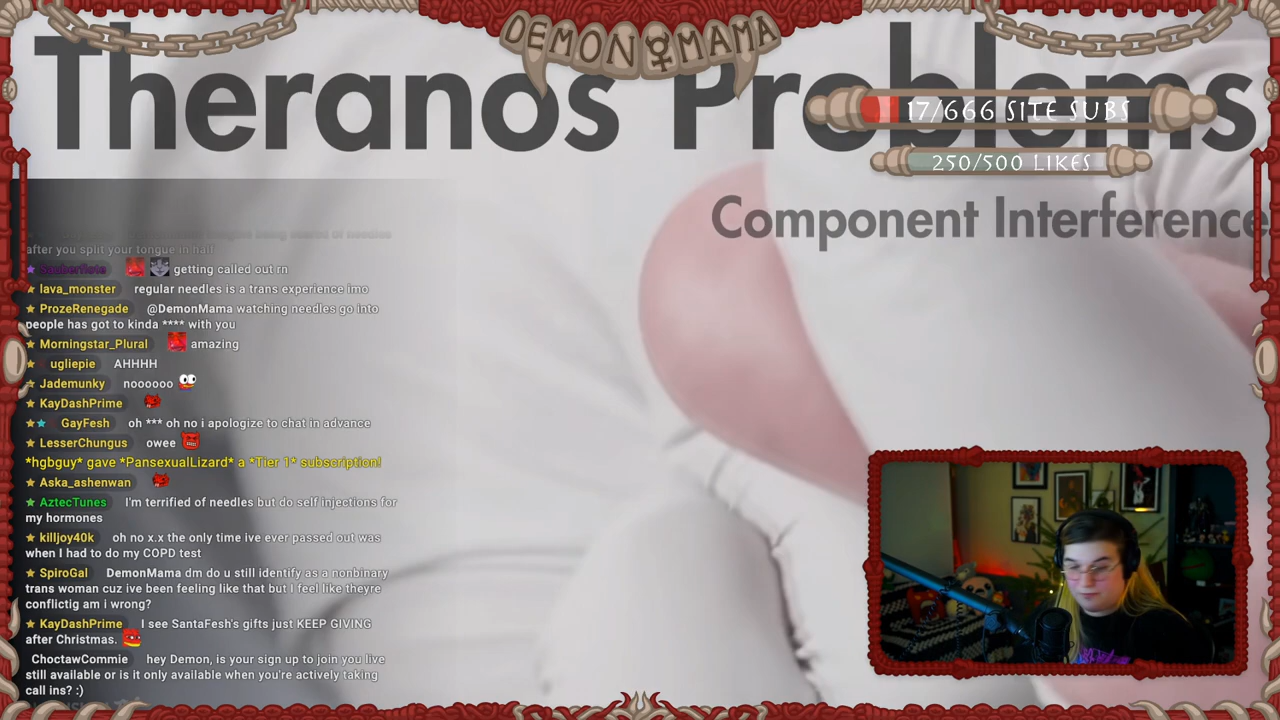 DEMON MAMA
Theranos Problems
17/666 SITE SUBS
250/500 LIKES
Component Interference
after you split your tongue in half
getting called out rn
lava_monster regular needles is a trans experience imo
ProzeRenegade @DemonMama watching needles go into
people has got to kinda **** with you
Morningstar_Plural amazing
ugliepie AHHHH
Jademunky noooooo
KayDashPrime
GayFesh oh *** oh no i apologize to chat in advance
LesserChungus owee
*hgbguy* gave *PansexualLizard* a *Tier 1* subscription!
Aska_ashenwan
AztecTunes I'm terrified of needles but do self injections for
my hormones
killjoy40k oh no x.x the only time ive ever passed out was
when I had to do my COPD test
SpiroGal DemonMama dm do u still identify as a nonbinary
trans woman cuz ive been feeling like that but I feel like theyre
conflictig am i wrong?
KayDashPrime I see SantaFesh's gifts just KEEP GIVING
after Christmas.
ChoctawCommie hey Demon, is your sign up to join you live
still available or is it only available when you're actively taking
call ins? :)